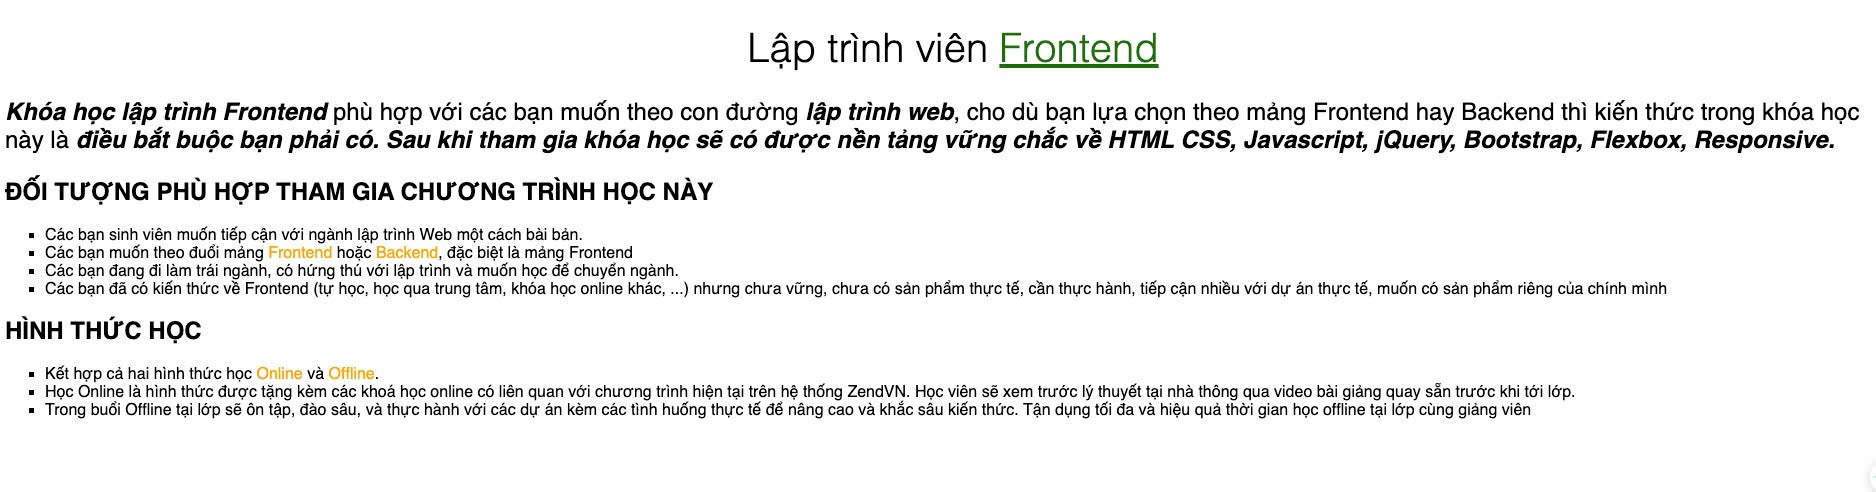 Lập trình viên Frontend
Khóa học lập trình Frontend phù hợp với các bạn muốn theo con đường lập trình web, cho dù bạn lựa chọn theo mảng Frontend hay Backend thì kiến thức trong khóa học
này là điều bắt buộc bạn phải có. Sau khi tham gia khóa học sẽ có được nền tảng vững chắc về HTML CSS, Javascript, jQuery, Bootstrap, Flexbox, Responsive.
ĐỐI TƯỢNG PHÙ HỢP THAM GIA CHƯƠNG TRÌNH HỌC NÀY
Các bạn sinh viên muốn tiếp cận với ngành lập trình Web một cách bài bản.
Các bạn muốn theo đuổi mảng Frontend hoặc Backend, đặc biệt là mảng Frontend
Các bạn đang đi làm trái ngành, có hứng thú với lập trình và muốn học để chuyển ngành.
Các bạn đã có kiến thức về Frontend (tự học, học qua trung tâm, khóa học online khác, ...) nhưng chưa vững, chưa có sản phẩm thực tế, cần thực hành, tiếp cận nhiều với dự án thực tế, muốn có sản phẩm riêng của chính mình
HÌNH THỨC HỌC
Kết hợp cả hai hình thức học Online và Offline.
Học Online là hình thức được tặng kèm các khoá học online có liên quan với chương trình hiện tại trên hệ thống ZendVN. Học viên sẽ xem trước lý thuyết tại nhà thông qua video bài giảng quay sẵn trước khi tới lớp.
Trong buổi Offline tại lớp sẽ ôn tập, đào sâu, và thực hành với các dự án kèm các tình huống thực tế để nâng cao và khắc sâu kiến thức. Tận dụng tối đa và hiệu quả thời gian học offline tại lớp cùng giảng viên